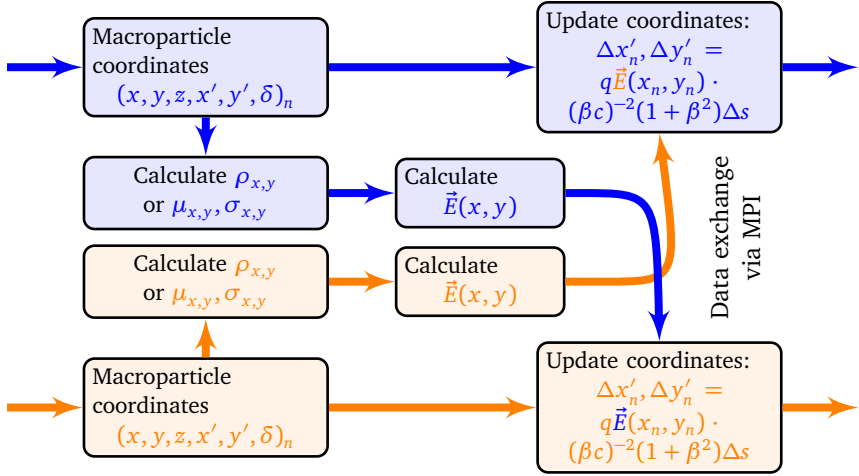 Macroparticle
coordinates
(x, y, z, x′, y′, δ)ₙ
Update coordinates:
Δx′ₙ, Δy′ₙ =
qE⃗(xₙ, yₙ) ·
(βc)⁻²(1 + β²)Δs
Calculate ρₓ,ᵧ
or μₓ,ᵧ, σₓ,ᵧ
Calculate
E⃗(x, y)
Calculate ρₓ,ᵧ
or μₓ,ᵧ, σₓ,ᵧ
Calculate
E⃗(x, y)
Data exchange
via MPI
Macroparticle
coordinates
(x, y, z, x′, y′, δ)ₙ
Update coordinates:
Δx′ₙ, Δy′ₙ =
qE⃗(xₙ, yₙ) ·
(βc)⁻²(1 + β²)Δs